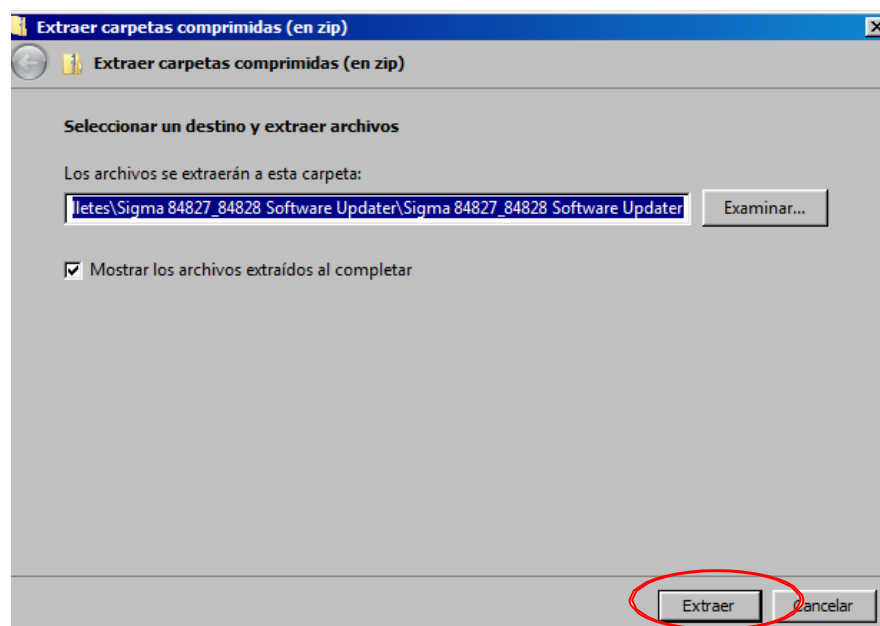 Extraer carpetas comprimidas (en zip)
Extraer carpetas comprimidas (en zip)
Seleccionar un destino y extraer archivos
Los archivos se extraerán a esta carpeta:
lletes\Sigma 84827_84828 Software Updater\Sigma 84827_84828 Software Updater
Examinar...
Mostrar los archivos extraídos al completar
Extraer
Cancelar